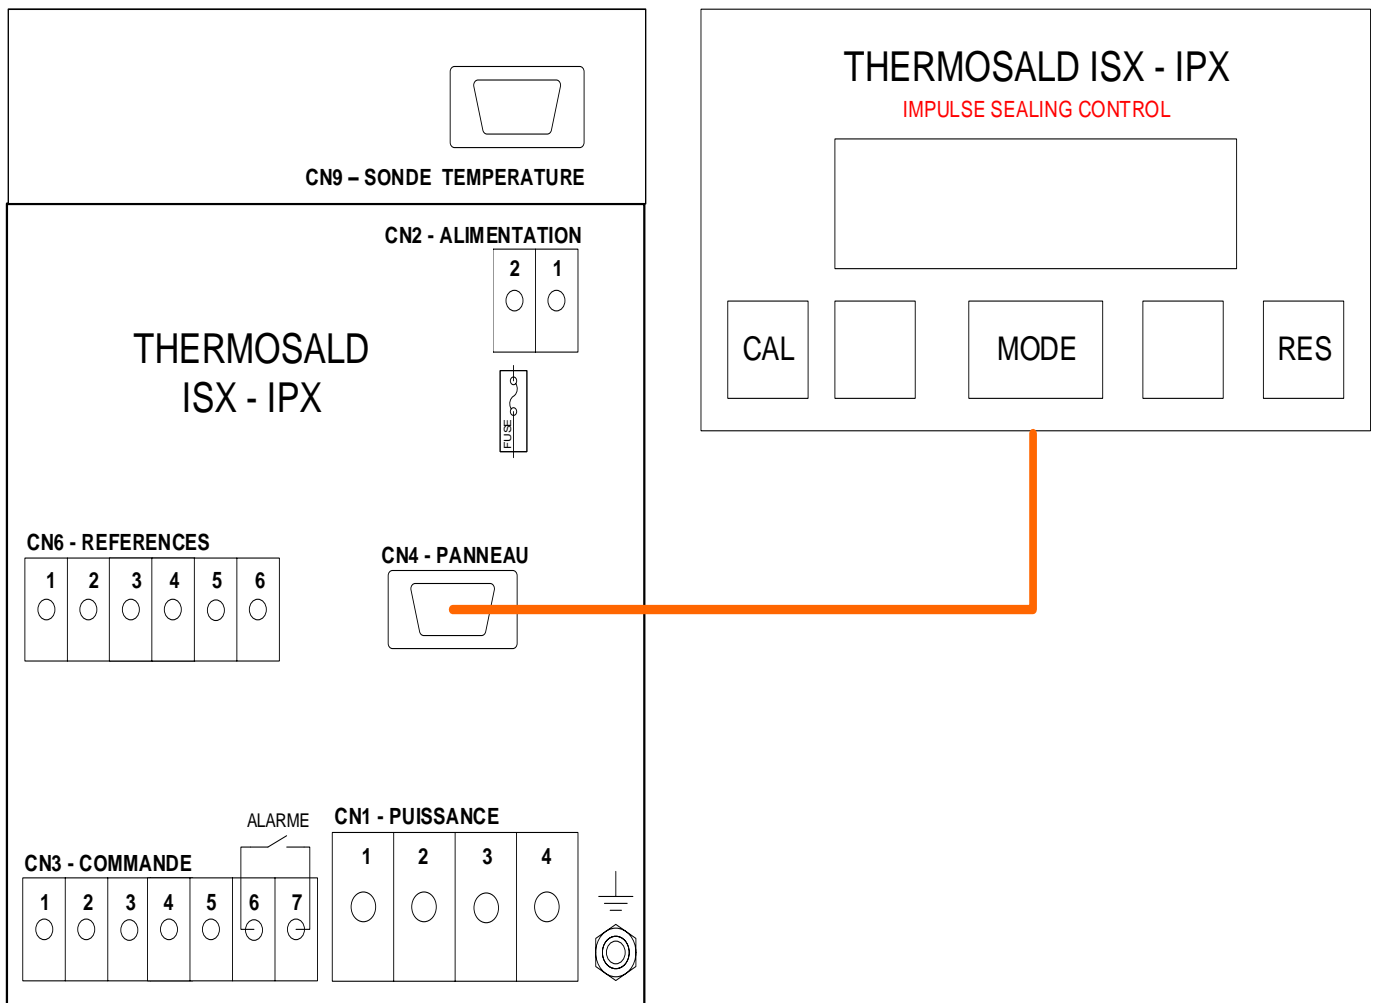 THERMOSALD ISX - IPX
IMPULSE SEALING CONTROL
CAL
MODE
RES
CN9 – SONDE TEMPERATURE
CN2 - ALIMENTATION
2 1
THERMOSALD
ISX - IPX
FUSE
CN6 - REFERENCES
1 2 3 4 5 6
CN4 - PANNEAU
ALARME
CN1 - PUISSANCE
1 2 3 4
CN3 - COMMANDE
1 2 3 4 5 6 7